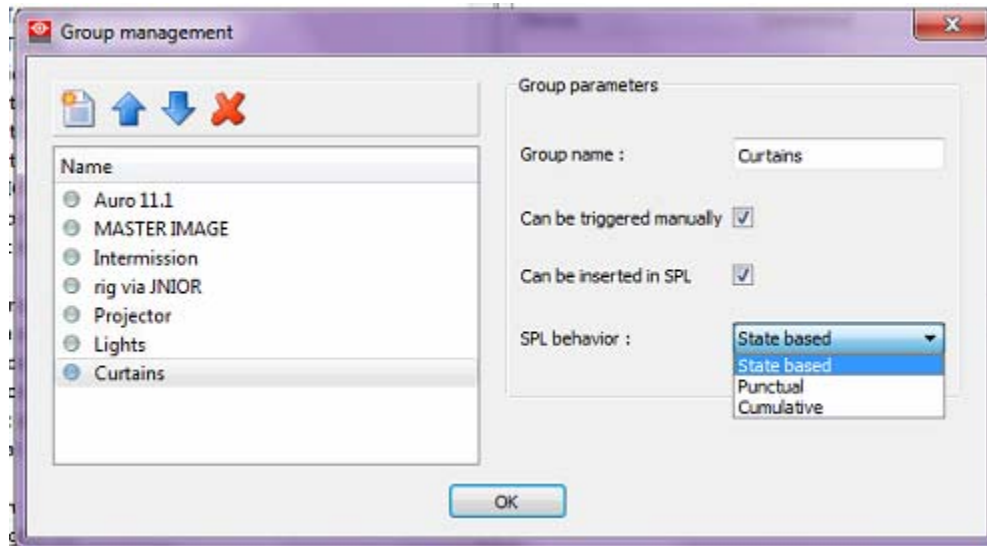 Group management
Group parameters
Name
Auro 11.1
MASTER IMAGE
Intermission
rig via JNIOR
Projector
Lights
Curtains
Group name :
Curtains
Can be triggered manually
Can be inserted in SPL
SPL behavior :
State based
State based
Punctual
Cumulative
OK